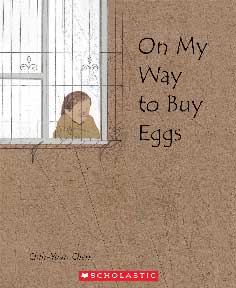 On My
Way
to Buy
Eggs
Chih-Yuan Chen
SCHOLASTIC